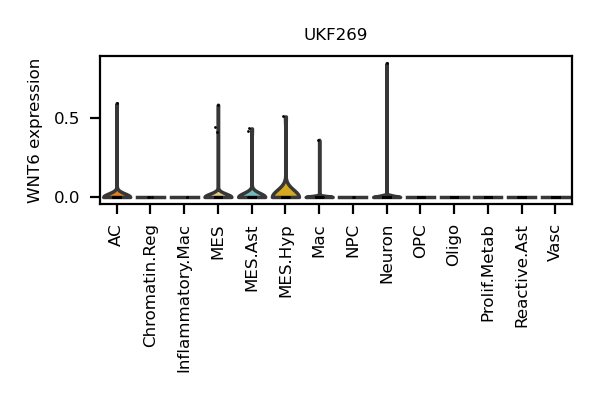 UKF269
WNT6 expression
0.5
0.0
AC
Chromatin.Reg
Inflammatory.Mac
MES
MES.Ast
MES.Hyp
Mac
NPC
Neuron
OPC
Oligo
Prolif.Metab
Reactive.Ast
Vasc